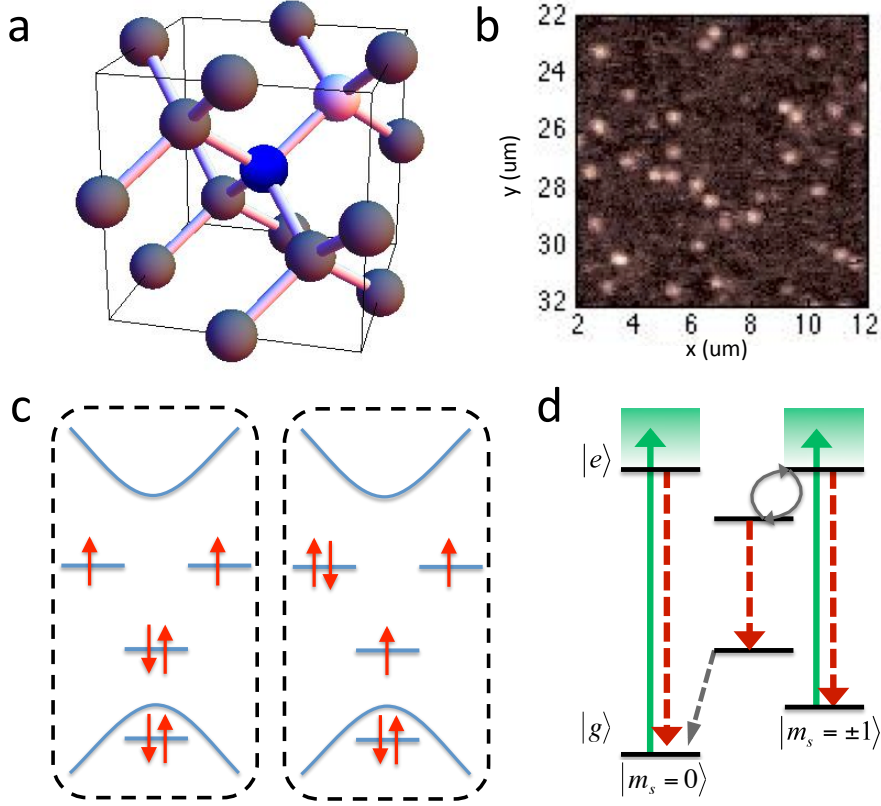 a
b
22
24
26
28
30
32
y (um)
2
4
6
8
10
12
x (um)
c
d
|e⟩
|g⟩
|m_s = 0⟩
|m_s = ±1⟩